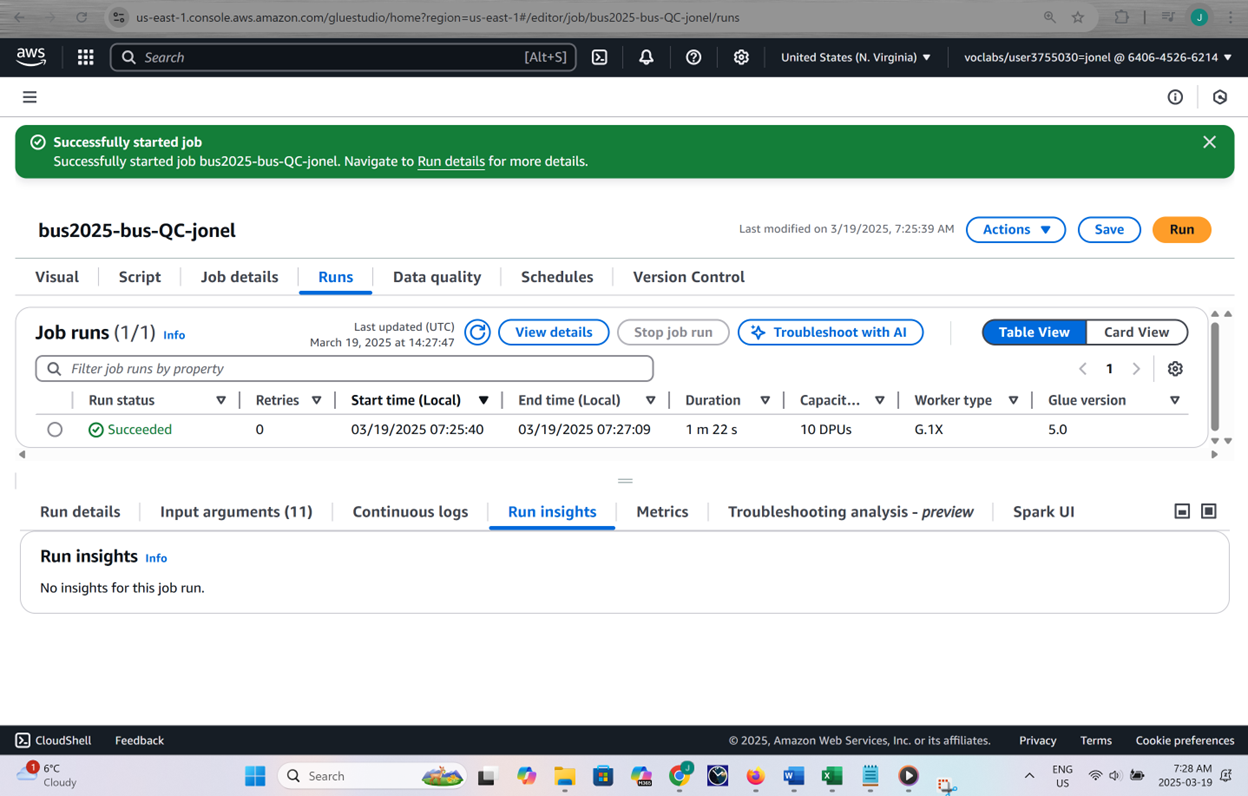 us-east-1.console.aws.amazon.com/gluestudio/home?region=us-east-1#/editor/job/bus2025-bus-QC-jonel/runs
J
aws
Search [Alt+S]
United States (N. Virginia) ▼
voclabs/user3755030=jonel @ 6406-4526-6214 ▼
Successfully started job
Successfully started job bus2025-bus-QC-jonel. Navigate to Run details for more details.
bus2025-bus-QC-jonel
Last modified on 3/19/2025, 7:25:39 AM
Actions ▼
Save
Run
Visual
Script
Job details
Runs
Data quality
Schedules
Version Control
Job runs (1/1) Info
Last updated (UTC)
March 19, 2025 at 14:27:47
View details
Stop job run
Troubleshoot with AI
Table View
Card View
Filter job runs by property
1
Run status Retries Start time (Local) End time (Local) Duration Capacit... Worker type Glue version
Succeeded 0 03/19/2025 07:25:40 03/19/2025 07:27:09 1 m 22 s 10 DPUs G.1X 5.0
Run details
Input arguments (11)
Continuous logs
Run insights
Metrics
Troubleshooting analysis - preview
Spark UI
Run insights Info
No insights for this job run.
CloudShell
Feedback
© 2025, Amazon Web Services, Inc. or its affiliates.
Privacy
Terms
Cookie preferences
1
6°C
Cloudy
Search
M365
J
ENG
US
7:28 AM
2025-03-19